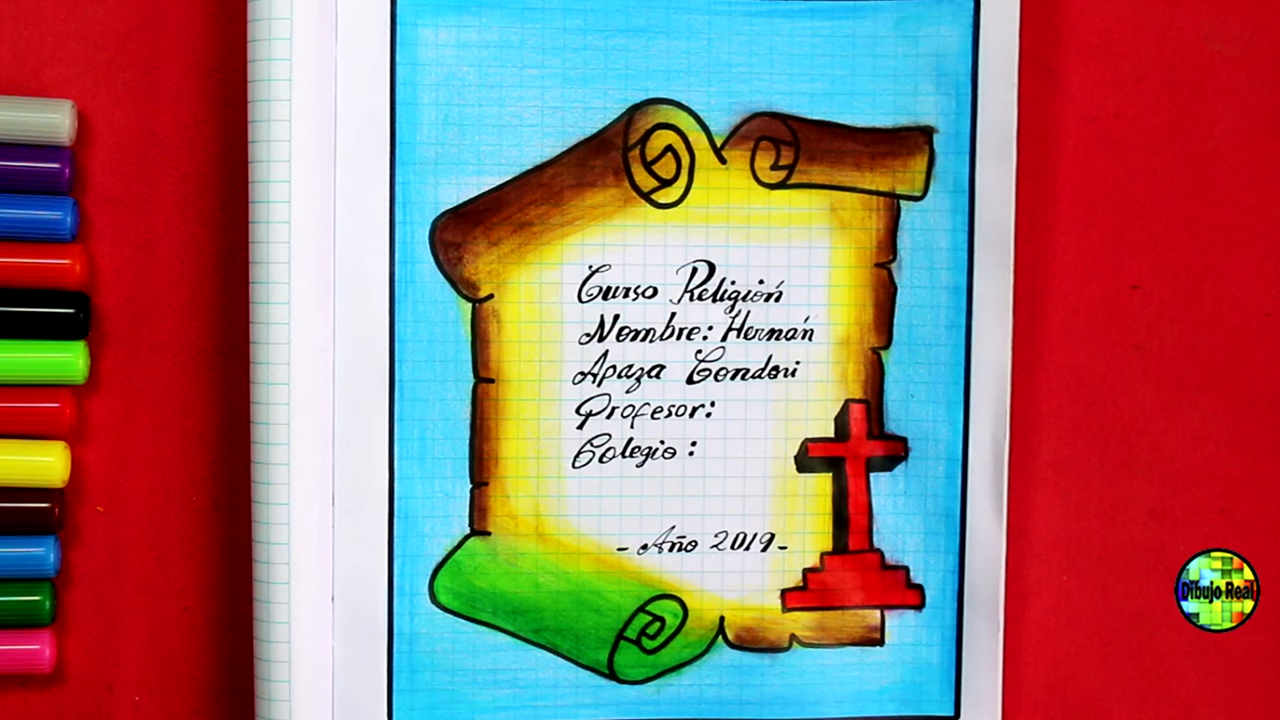 Curso Religión
Nombre: Hernán
Apaza Condori
Profesor:
Colegio:
- Año 2019-
Dibujo Real